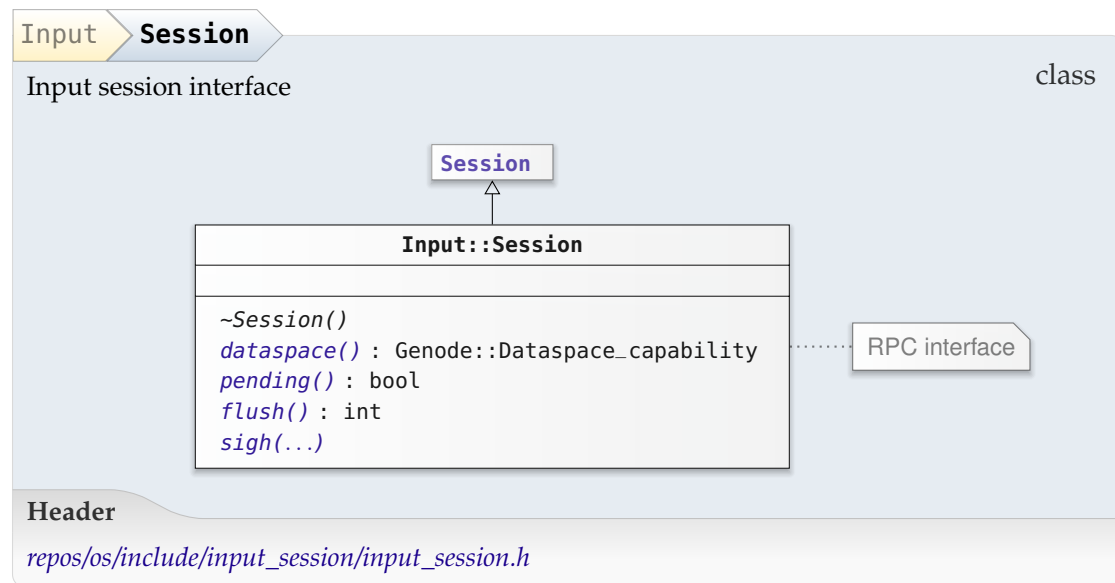 Input Session
Input session interface
class
Session
Input::Session
~Session()
dataspace() : Genode::Dataspace_capability
pending() : bool
flush() : int
sigh(...)
RPC interface
Header
repos/os/include/input_session/input_session.h